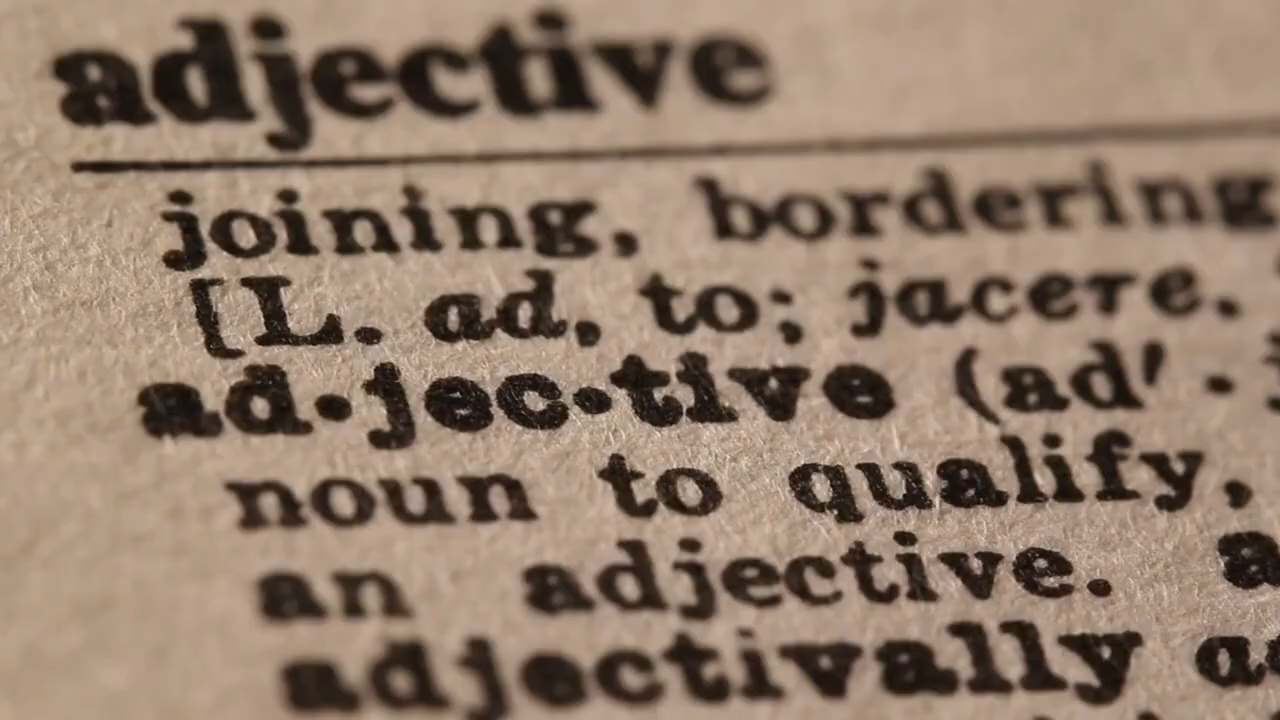 adjective
joining, bordering
[L. ad, to; jacere.
ad·jec·tive (ad′·
noun to qualify,
an adjective.
adjectivally